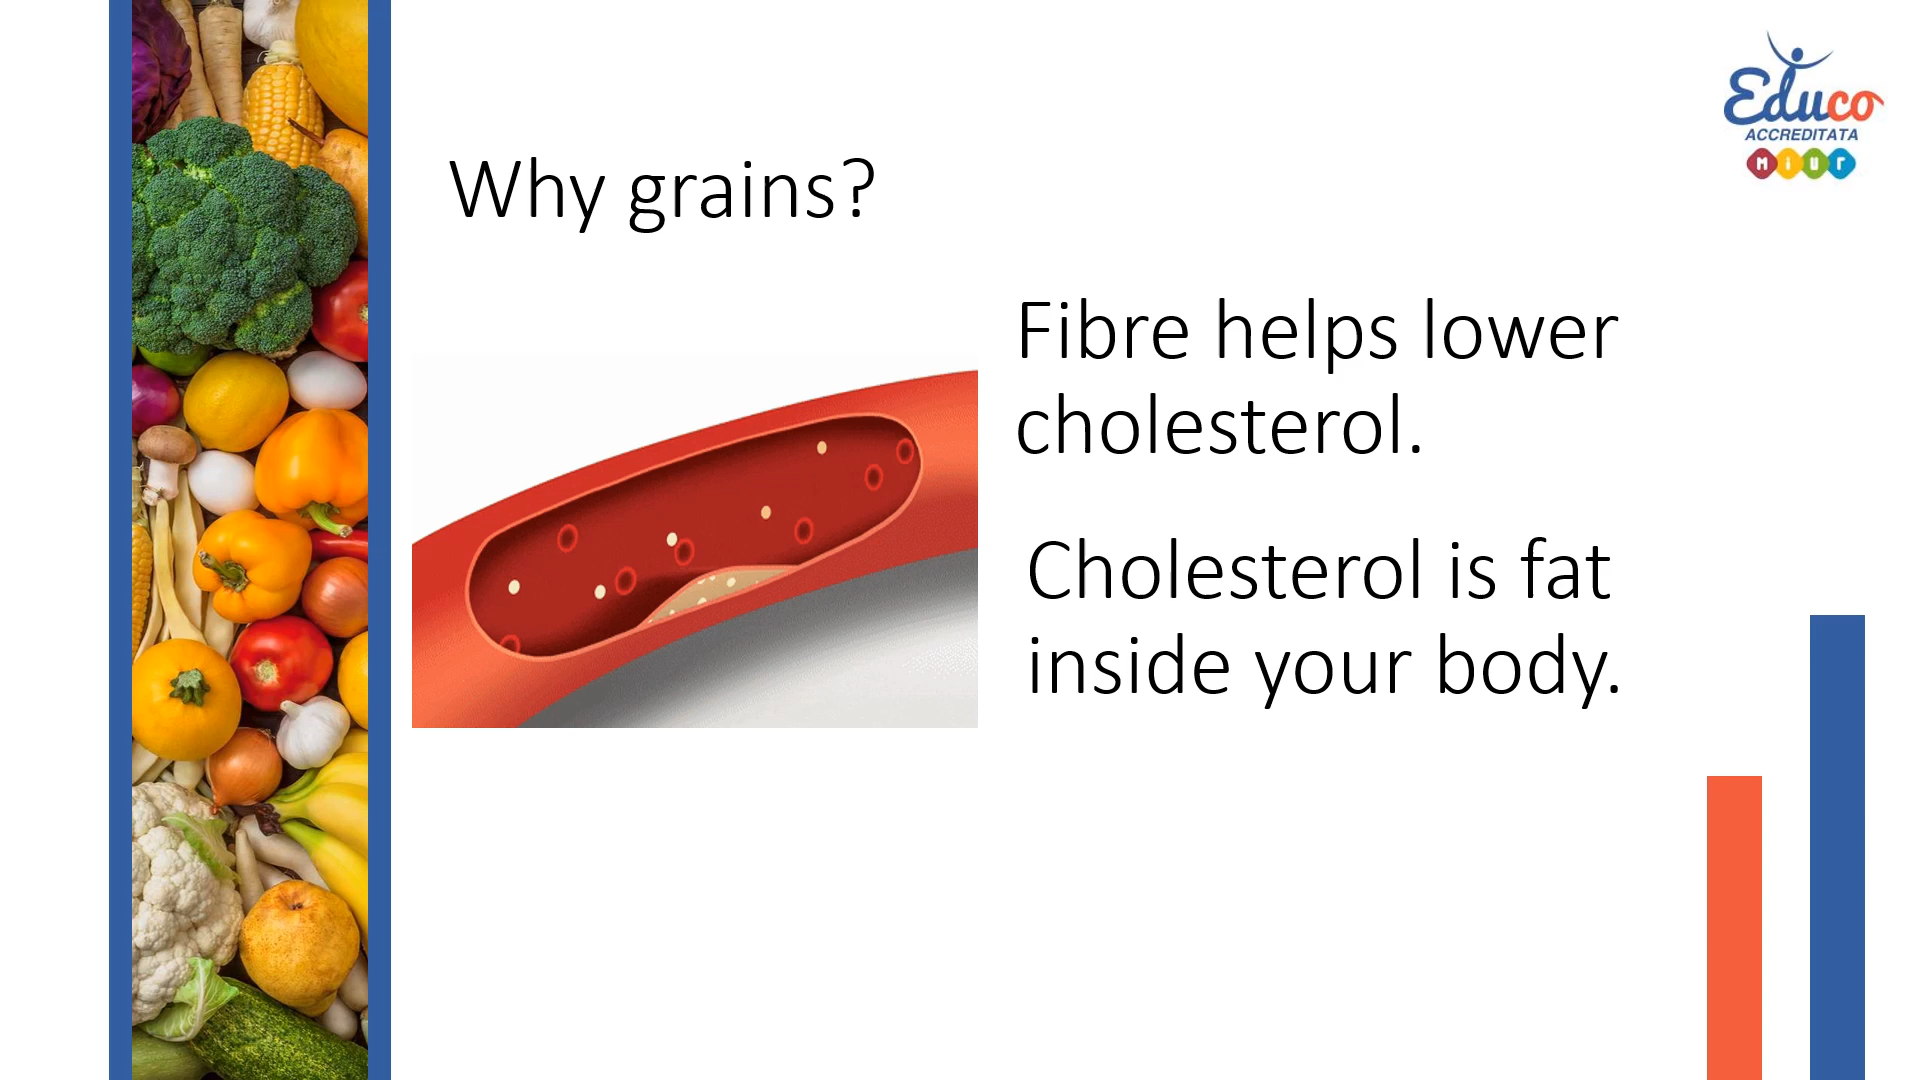 Educo
ACCREDITATA
MIUR
Why grains?
Fibre helps lower
cholesterol.
Cholesterol is fat
inside your body.